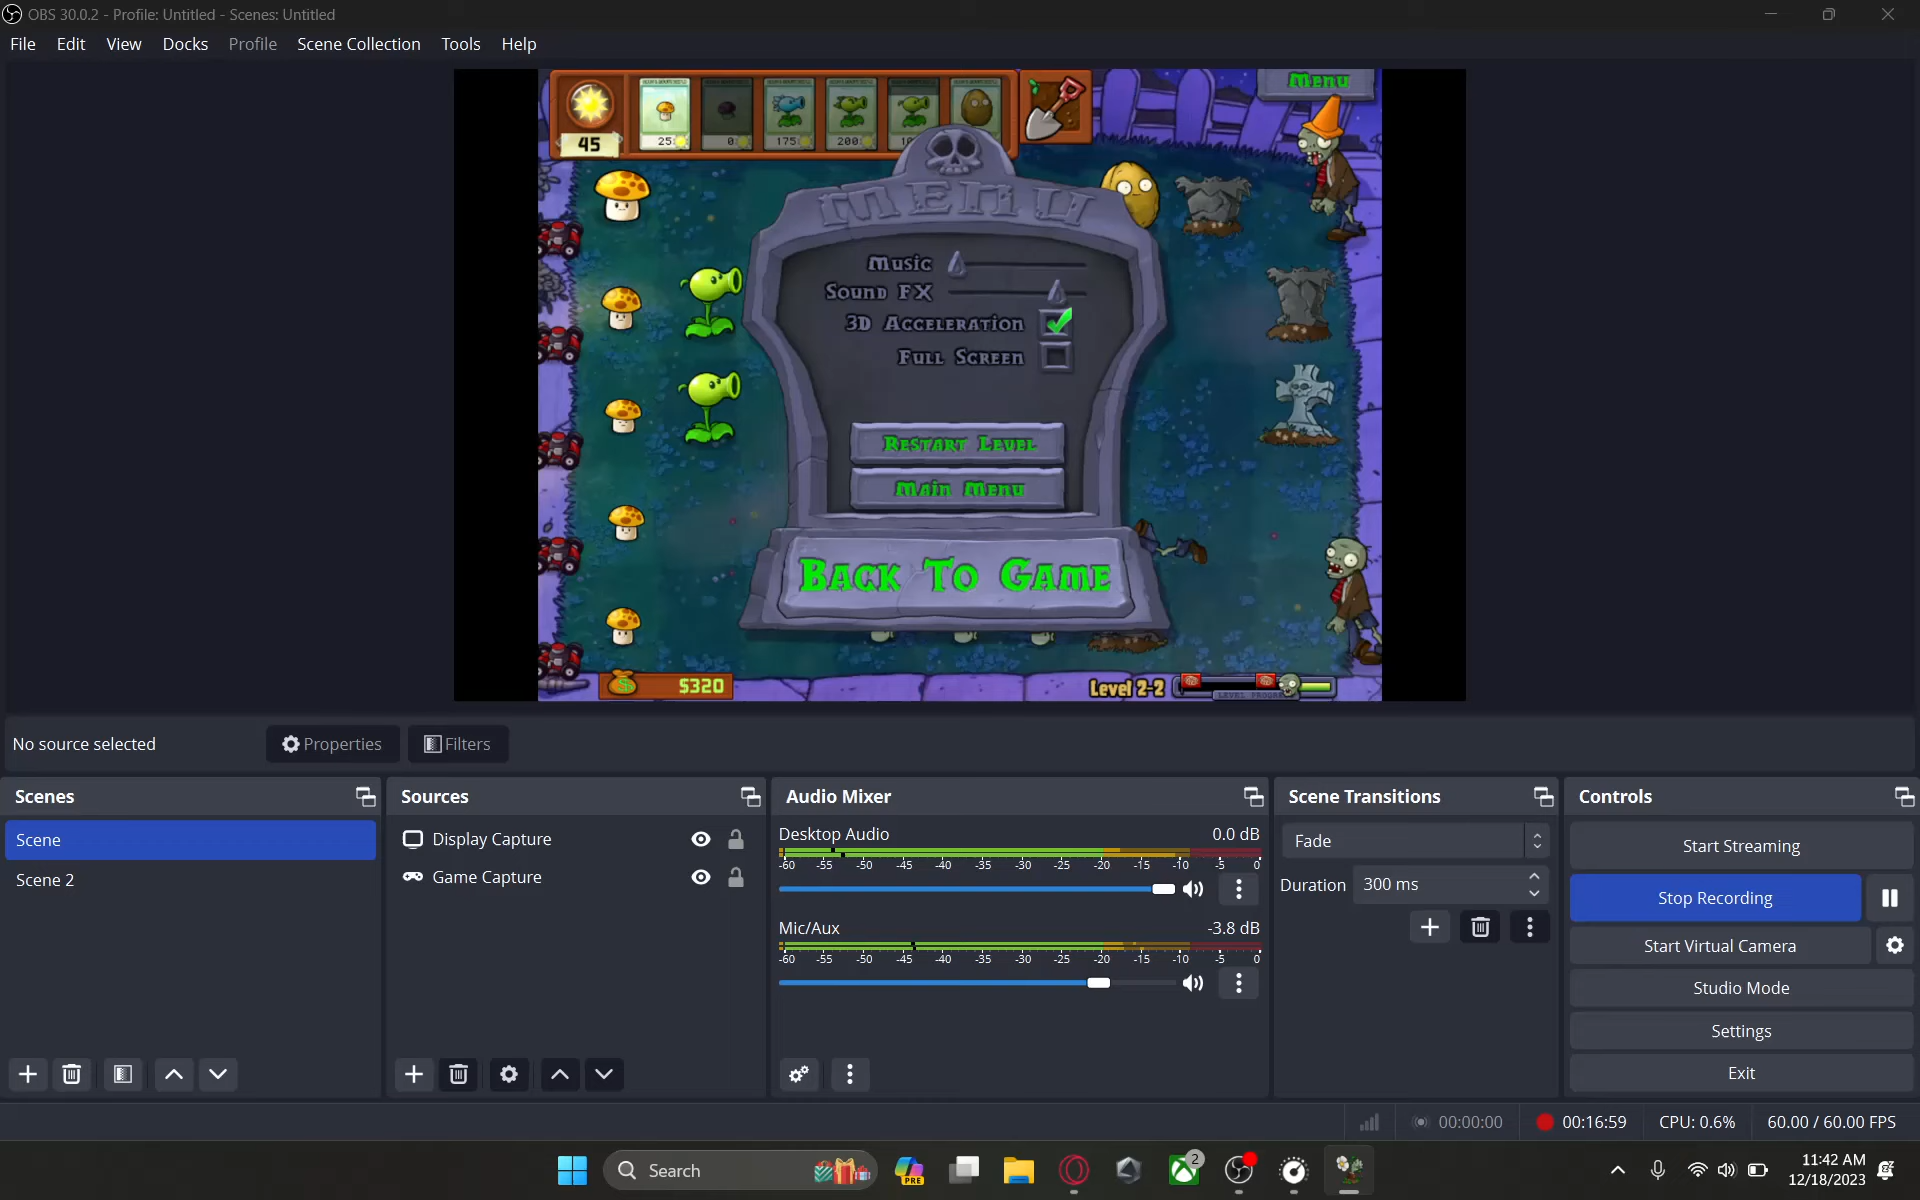 OBS 30.0.2 - Profile: Untitled - Scenes: Untitled
File Edit View Docks Profile Scene Collection Tools Help
Menu
45
25 0 175 200
MENU
Music
Sound FX
3D Acceleration
Full Screen
Restart Level
Main Menu
Back To Game
$320
Level 2-2
No source selected
Properties
Filters
Scenes
Scene
Scene 2
Sources
Display Capture
Game Capture
Audio Mixer
Desktop Audio 0.0 dB
-60 -55 -50 -45 -40 -35 -30 -25 -20 -15 -10 -5 0
Mic/Aux -3.8 dB
-60 -55 -50 -45 -40 -35 -30 -25 -20 -15 -10 -5 0
Scene Transitions
Fade
Duration 300 ms
Controls
Start Streaming
Stop Recording
Start Virtual Camera
Studio Mode
Settings
Exit
00:00:00
00:16:59
CPU: 0.6%
60.00 / 60.00 FPS
Search
PRE
2
11:42 AM
12/18/2023